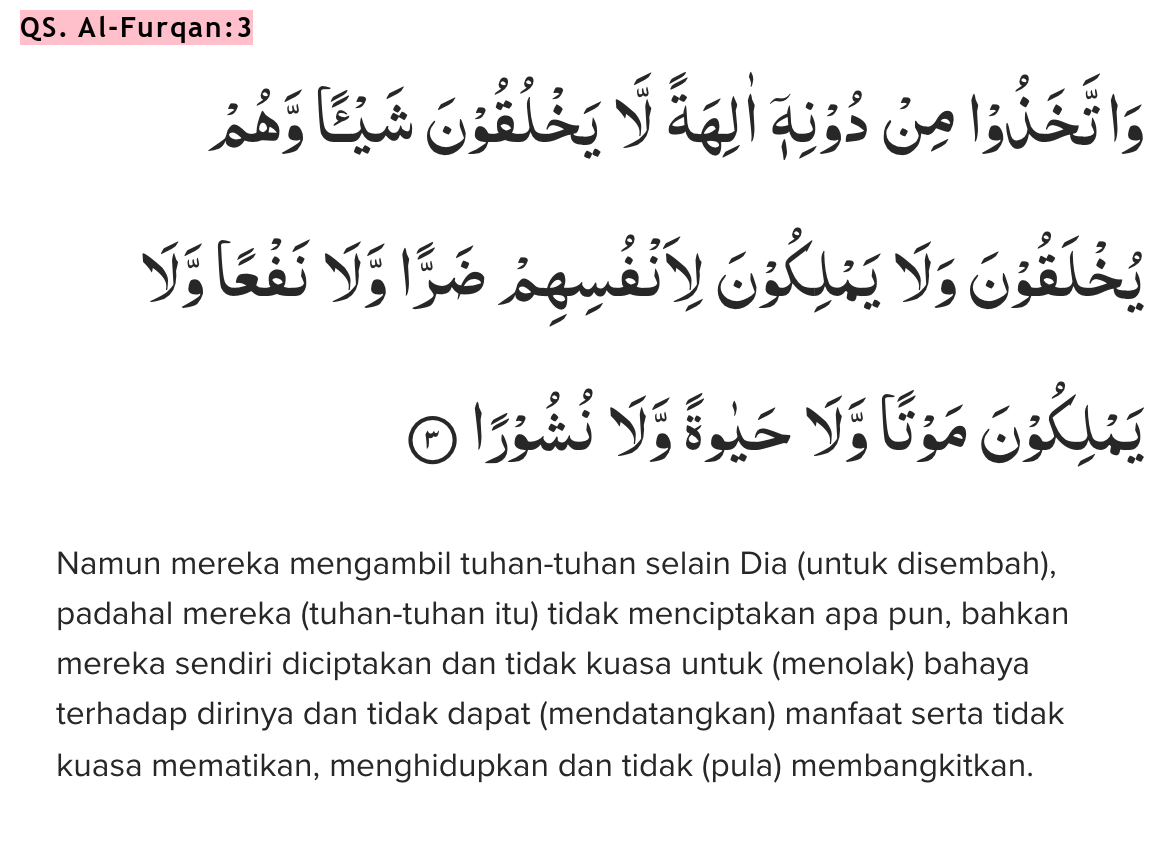 QS. Al-Furqan:3
وَاتَّخَذُوْا مِنْ دُوْنِهٖٓ اٰلِهَةً لَّا يَخْلُقُوْنَ شَيْـًٔا وَّهُمْ
يُخْلَقُوْنَ وَلَا يَمْلِكُوْنَ لِاَنْفُسِهِمْ ضَرًّا وَّلَا نَفْعًا وَّلَا
يَمْلِكُوْنَ مَوْتًا وَّلَا حَيٰوةً وَّلَا نُشُوْرًا ٣
Namun mereka mengambil tuhan-tuhan selain Dia (untuk disembah),
padahal mereka (tuhan-tuhan itu) tidak menciptakan apa pun, bahkan
mereka sendiri diciptakan dan tidak kuasa untuk (menolak) bahaya
terhadap dirinya dan tidak dapat (mendatangkan) manfaat serta tidak
kuasa mematikan, menghidupkan dan tidak (pula) membangkitkan.